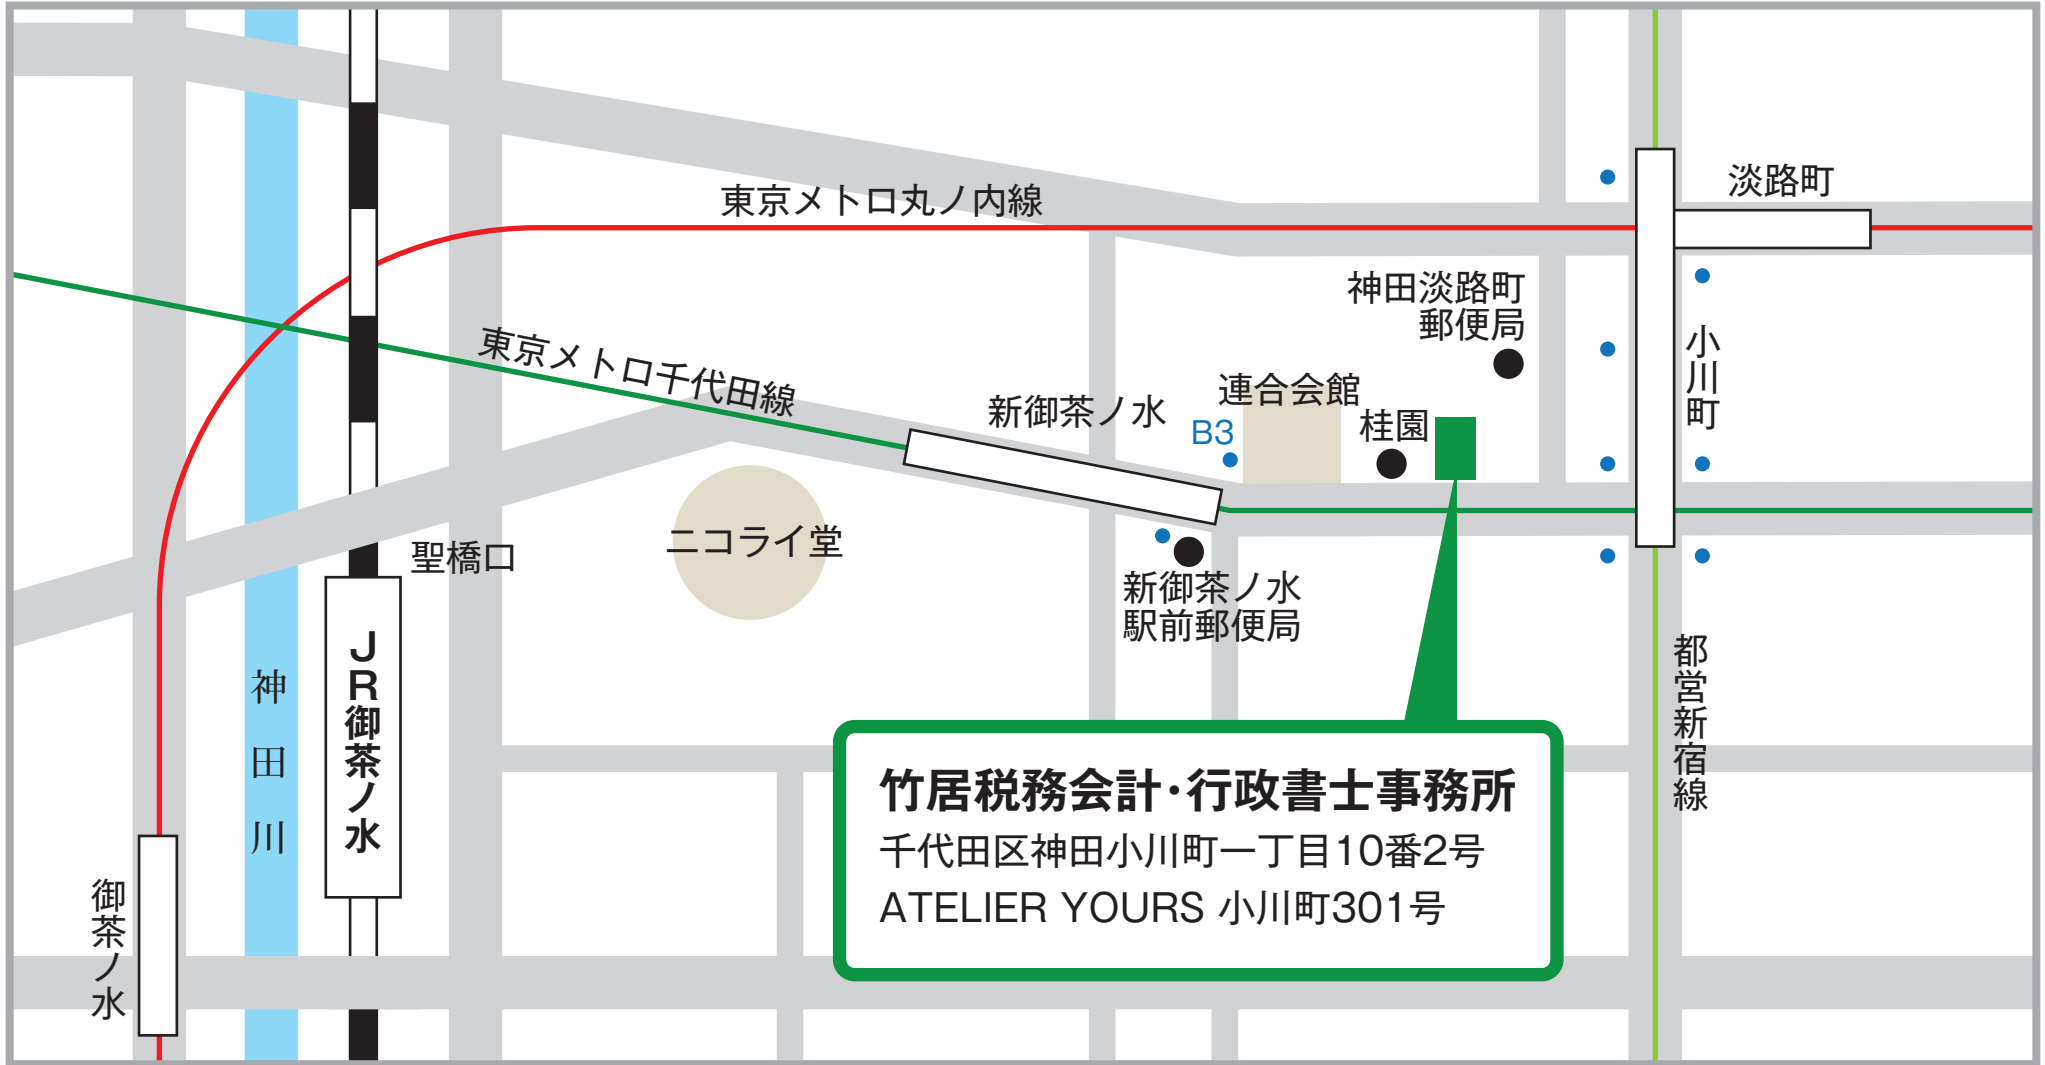 東京メトロ丸ノ内線
淡路町
神田淡路町
郵便局
小川町
東京メトロ千代田線
連合会館
新御茶ノ水
B3
桂園
ニコライ堂
聖橋口
新御茶ノ水
駅前郵便局
JR御茶ノ水
神田川
都営新宿線
御茶ノ水
竹居税務会計・行政書士事務所
千代田区神田小川町一丁目10番2号
ATELIER YOURS 小川町301号